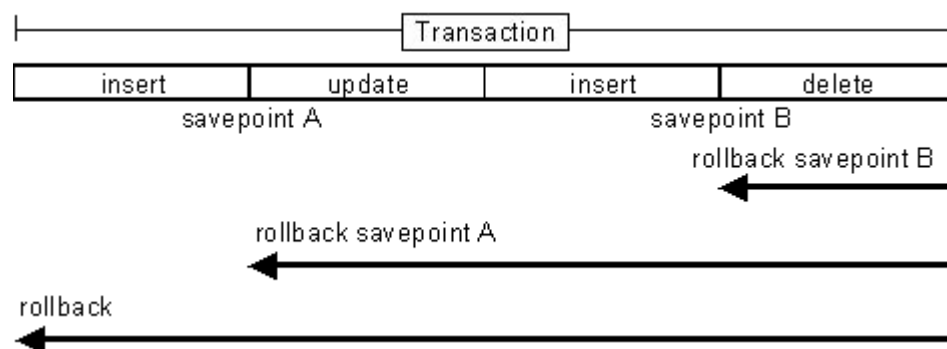 Transaction
insert update insert delete
savepoint A savepoint B
rollback savepoint B
rollback savepoint A
rollback